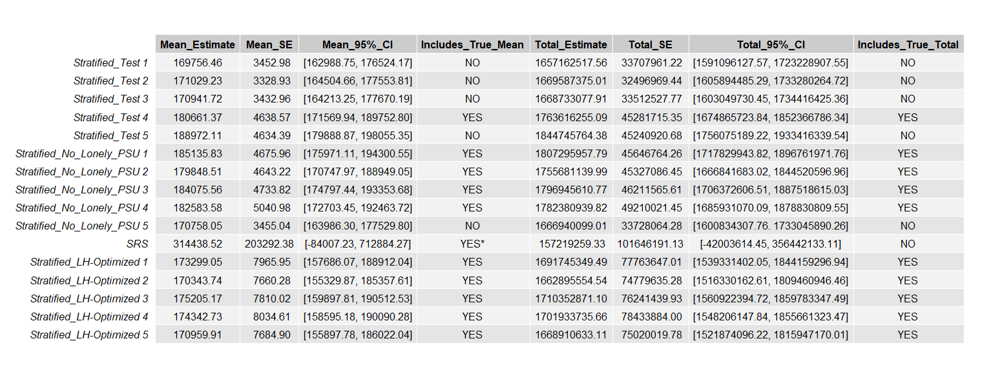 Mean_Estimate Mean_SE Mean_95%_CI Includes_True_Mean Total_Estimate Total_SE Total_95%_CI Includes_True_Total
Stratified_Test 1 169756.46 3452.98 [162988.75, 176524.17] NO 1657162517.56 33707961.22 [1591096127.57, 1723228907.55] NO
Stratified_Test 2 171029.23 3328.93 [164504.66, 177553.81] NO 1669587375.01 32496969.44 [1605894485.29, 1733280264.72] NO
Stratified_Test 3 170941.72 3432.96 [164213.25, 177670.19] NO 1668733077.91 33512527.77 [1603049730.45, 1734416425.36] NO
Stratified_Test 4 180661.37 4638.57 [171569.94, 189752.80] YES 1763616255.09 45281715.35 [1674865723.84, 1852366786.34] YES
Stratified_Test 5 188972.11 4634.39 [179888.87, 198055.35] NO 1844745764.38 45240920.68 [1756075189.22, 1933416339.54] NO
Stratified_No_Lonely_PSU 1 185135.83 4675.96 [175971.11, 194300.55] YES 1807295957.79 45646764.26 [1717829943.82, 1896761971.76] YES
Stratified_No_Lonely_PSU 2 179848.51 4643.22 [170747.97, 188949.05] YES 1755681139.99 45327086.45 [1666841683.02, 1844520596.96] YES
Stratified_No_Lonely_PSU 3 184075.56 4733.82 [174797.44, 193353.68] YES 1796945610.77 46211565.61 [1706372606.51, 1887518615.03] YES
Stratified_No_Lonely_PSU 4 182583.58 5040.98 [172703.45, 192463.72] YES 1782380939.82 49210021.45 [1685931070.09, 1878830809.55] YES
Stratified_No_Lonely_PSU 5 170758.05 3455.04 [163986.30, 177529.80] NO 1666940099.01 33728064.28 [1600834307.76. 1733045890.26] NO
SRS 314438.52 203292.38 [-84007.23, 712884.27] YES* 157219259.33 101646191.13 [-42003614.45, 356442133.11] NO
Stratified_LH-Optimized 1 173299.05 7965.95 [157686.07, 188912.04] YES 1691745349.49 77763647.01 [1539331402.05, 1844159296.94] YES
Stratified_LH-Optimized 2 170343.74 7660.28 [155329.87, 185357.61] YES 1662895554.54 74779635.28 [1516330162.61, 1809460946.46] YES
Stratified_LH-Optimized 3 175205.17 7810.02 [159897.81, 190512.53] YES 1710352871.10 76241439.93 [1560922394.72, 1859783347.49] YES
Stratified_LH-Optimized 4 174342.73 8034.61 [158595.18, 190090.28] YES 1701933735.66 78433884.00 [1548206147.84, 1855661323.47] YES
Stratified_LH-Optimized 5 170959.91 7684.90 [155897.78, 186022.04] YES 1668910633.11 75020019.78 [1521874096.22, 1815947170.01] YES